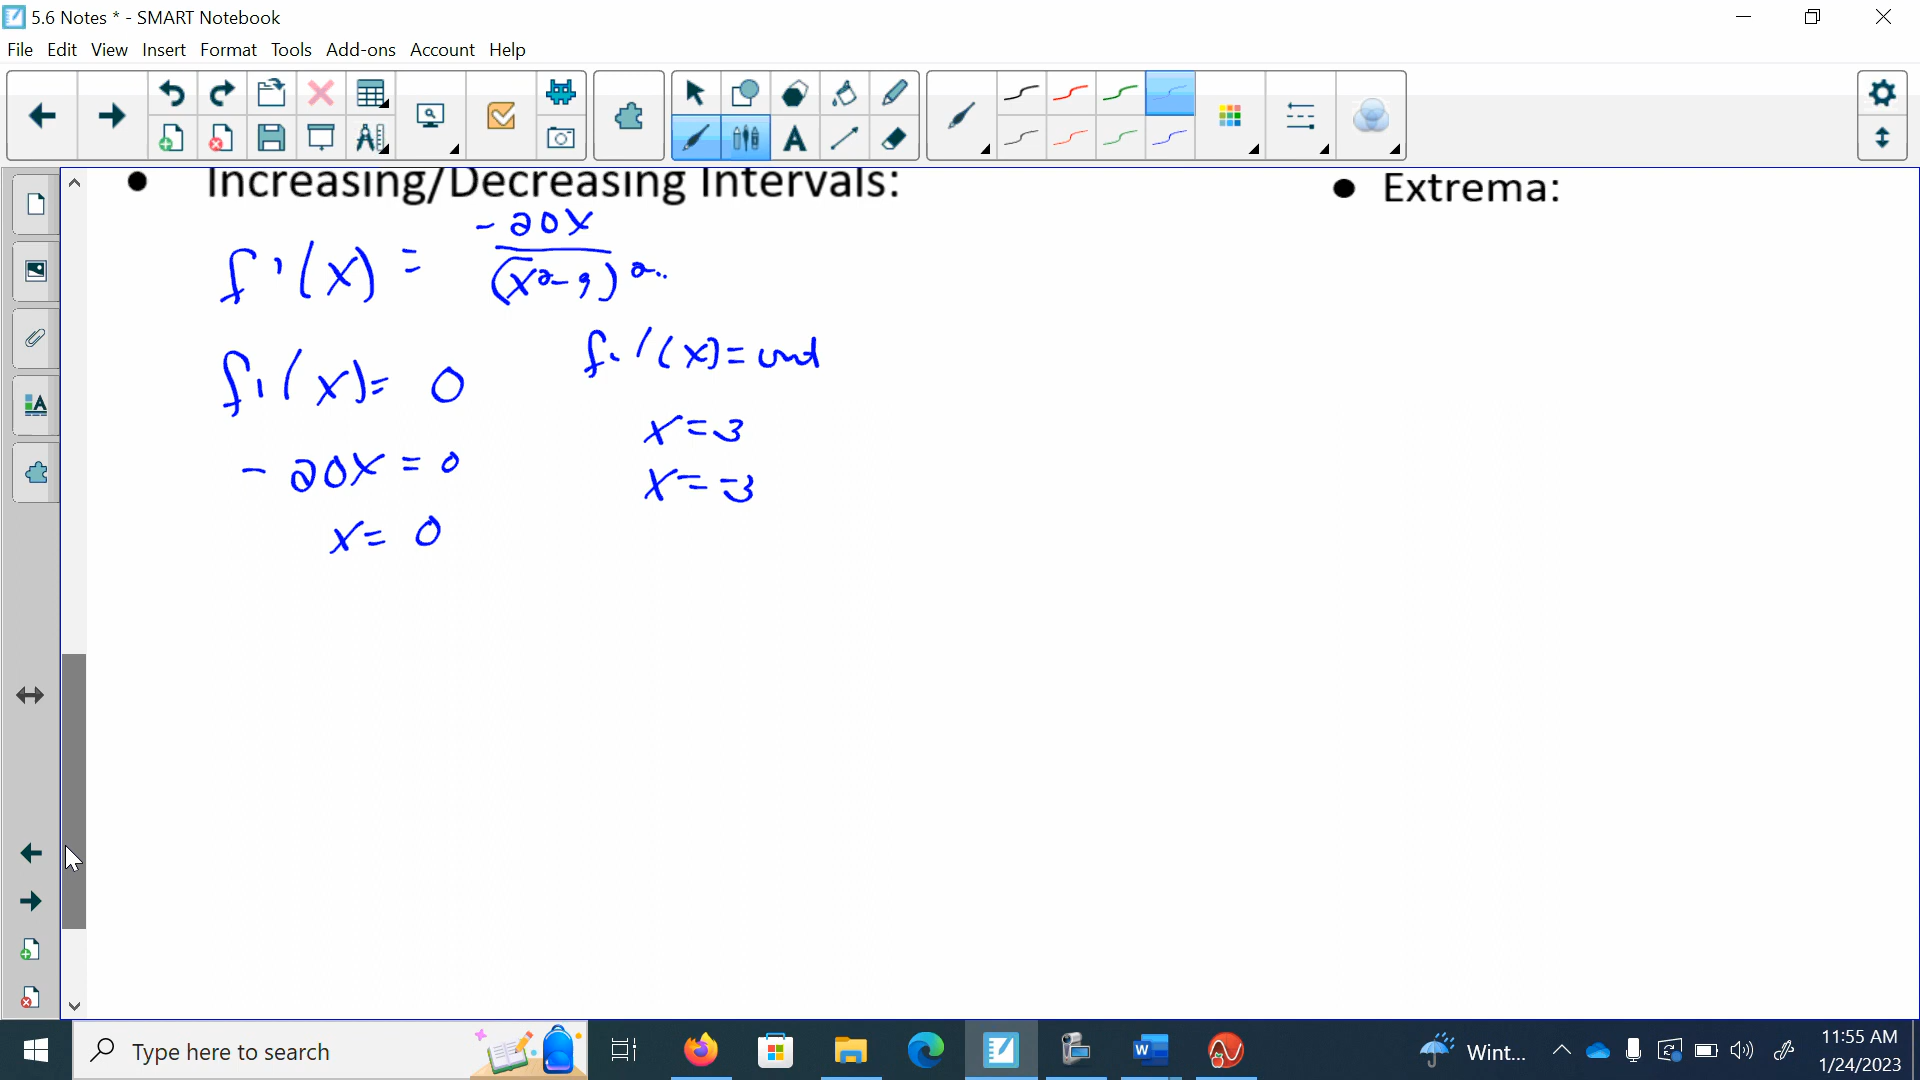 5.6 Notes * - SMART Notebook
File Edit View Insert Format Tools Add-ons Account Help
• Increasing/Decreasing Intervals:
• Extrema:
f'(x) = -20x / (x²-9)²
f'(x) = 0
f'(x) = und
-20x = 0
x = 3
x = -3
x = 0
Type here to search
Wint...
11:55 AM
1/24/2023